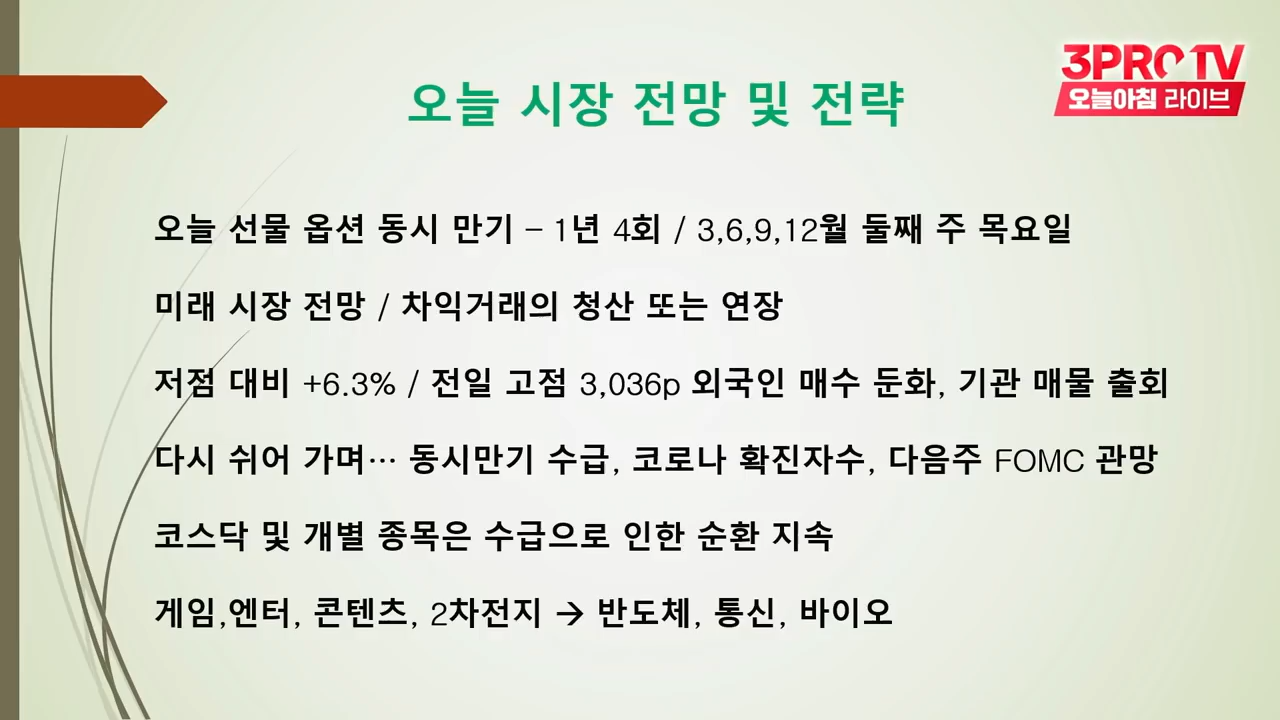 3PRO TV
오늘아침 라이브
오늘 시장 전망 및 전략
오늘 선물 옵션 동시 만기 – 1년 4회 / 3,6,9,12월 둘째 주 목요일
미래 시장 전망 / 차익거래의 청산 또는 연장
저점 대비 +6.3% / 전일 고점 3,036p 외국인 매수 둔화, 기관 매물 출회
다시 쉬어 가며… 동시만기 수급, 코로나 확진자수, 다음주 FOMC 관망
코스닥 및 개별 종목은 수급으로 인한 순환 지속
게임,엔터, 콘텐츠, 2차전지 → 반도체, 통신, 바이오